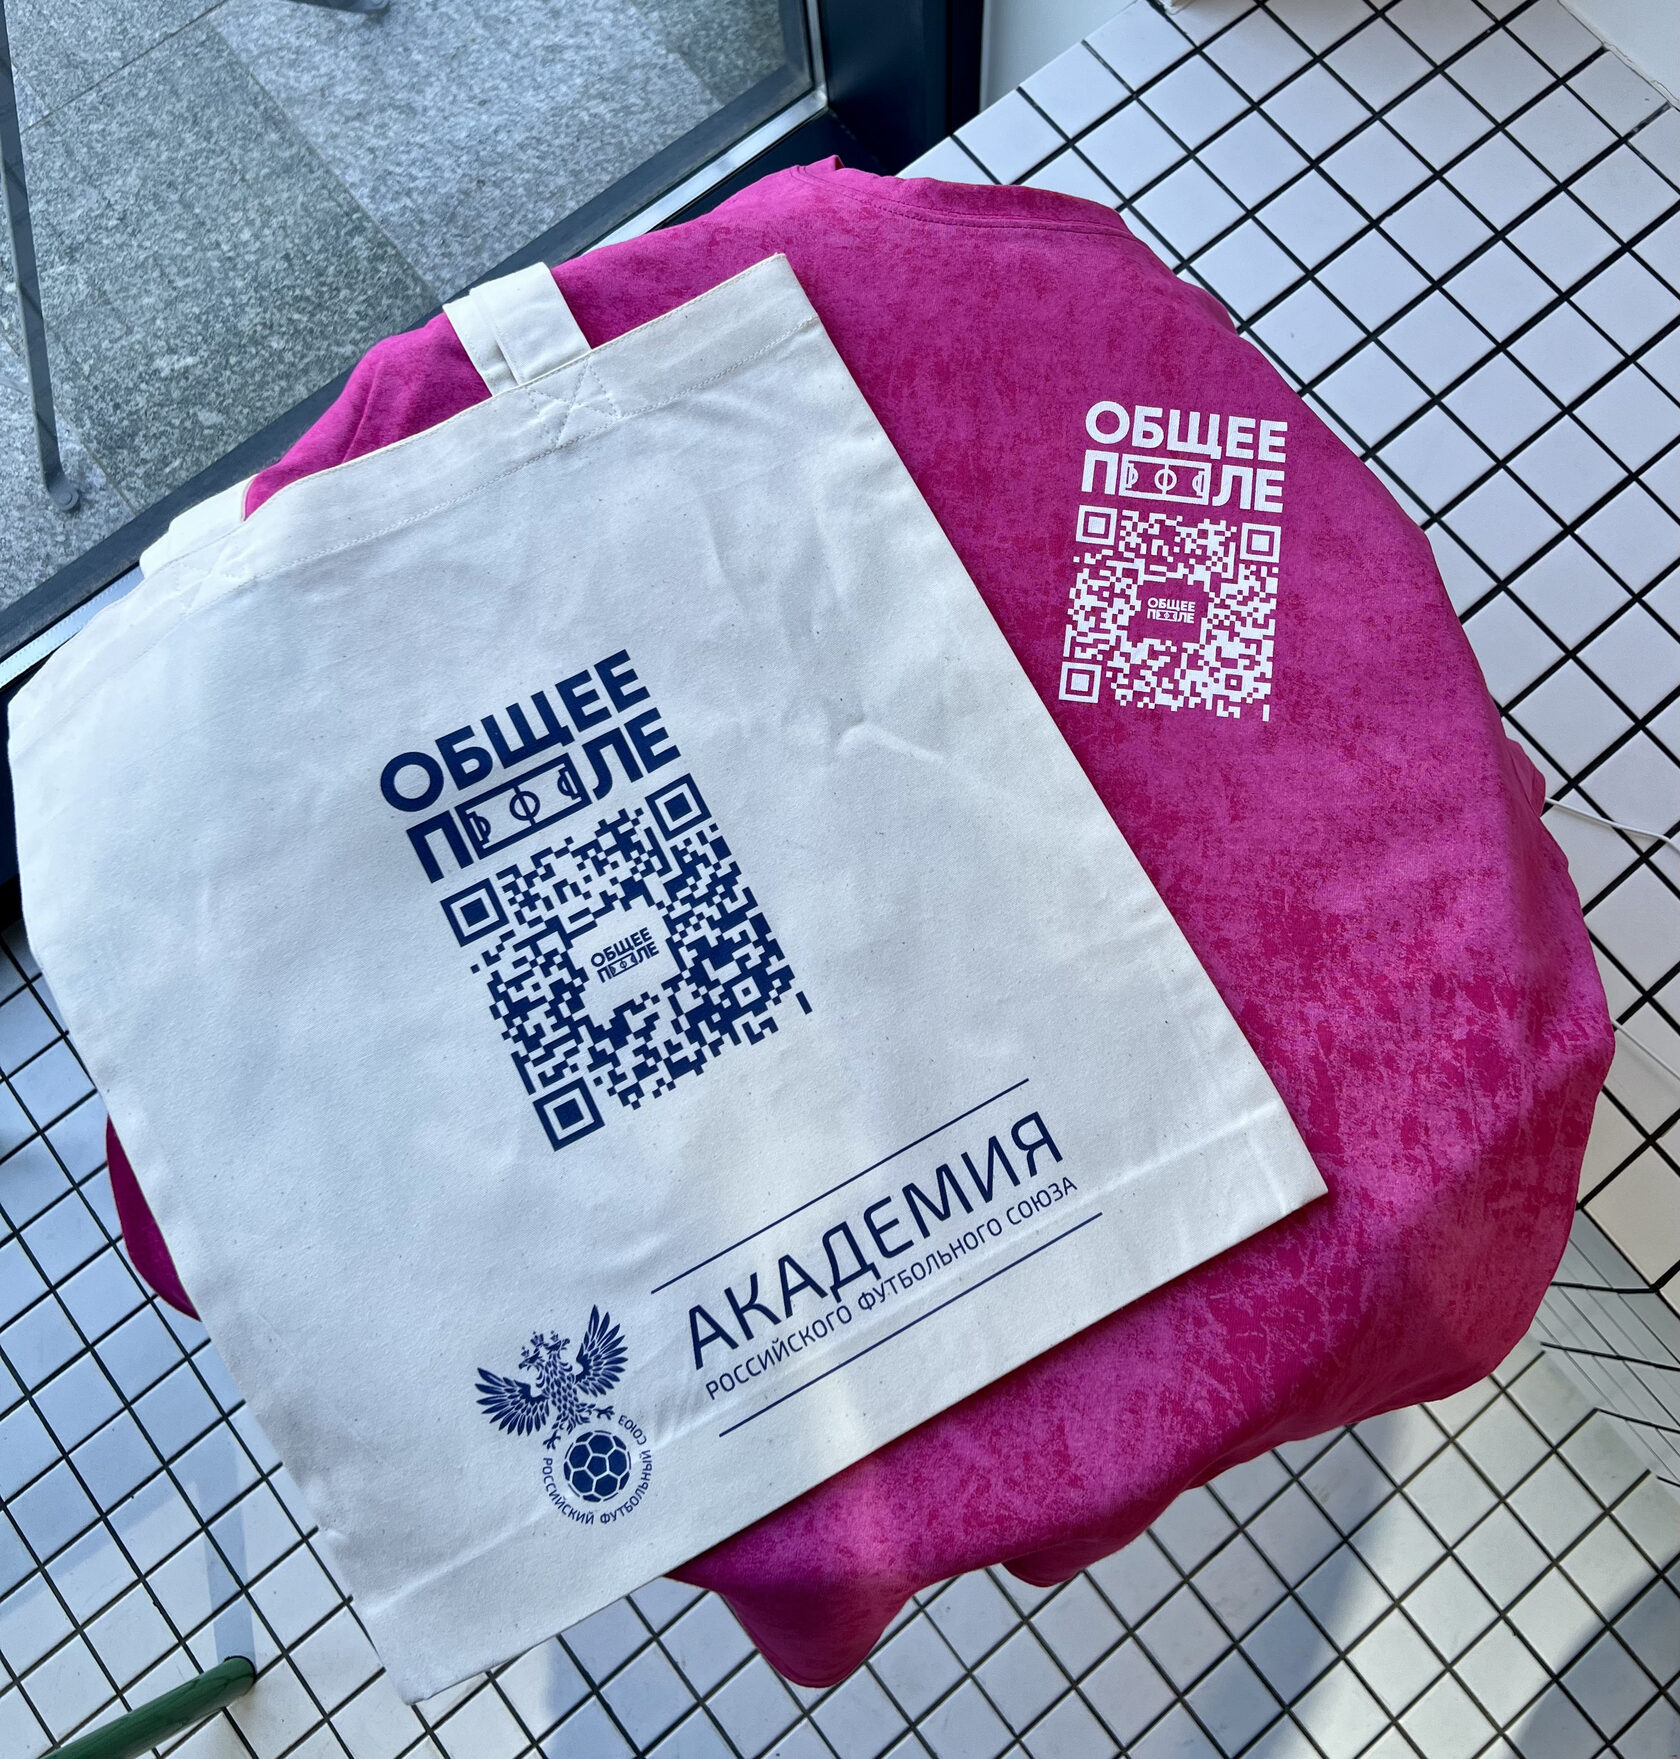 ОБЩЕЕ
ПОЛЕ
ОБЩЕЕ
ПОЛЕ
АКАДЕМИЯ
РОССИЙСКОГО ФУТБОЛЬНОГО СОЮЗА
РОССИЙСКИЙ ФУТБОЛЬНЫЙ СОЮЗ
ОБЩЕЕ
ПОЛЕ
ОБЩЕЕ
ПОЛЕ